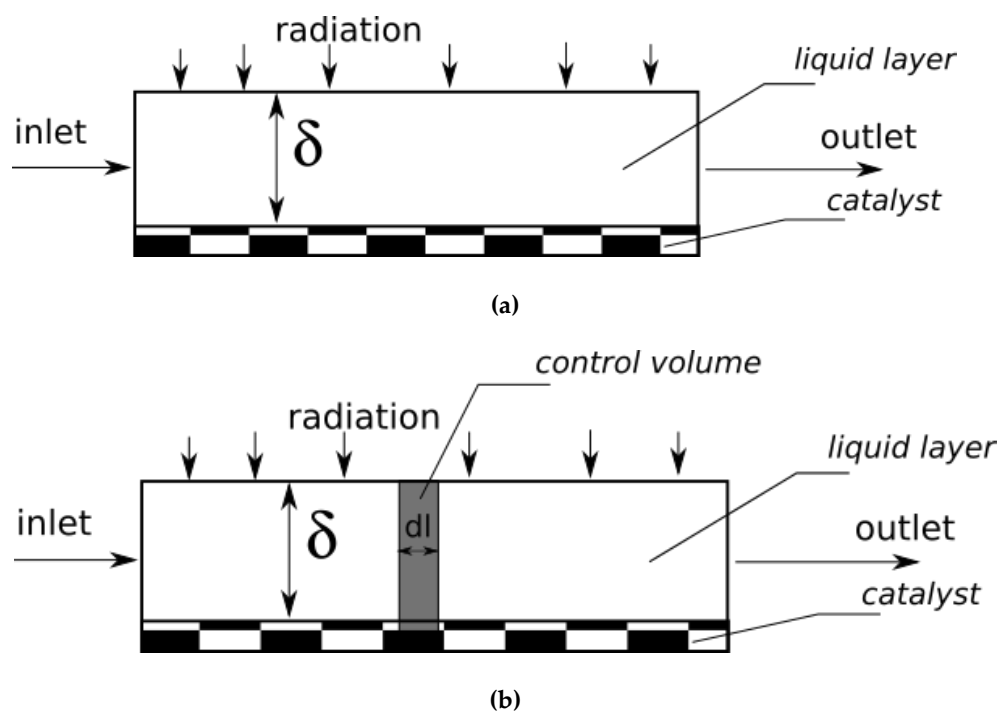 radiation
liquid layer
inlet
δ
outlet
catalyst
(a)
control volume
radiation
liquid layer
inlet
δ
dl
outlet
catalyst
(b)